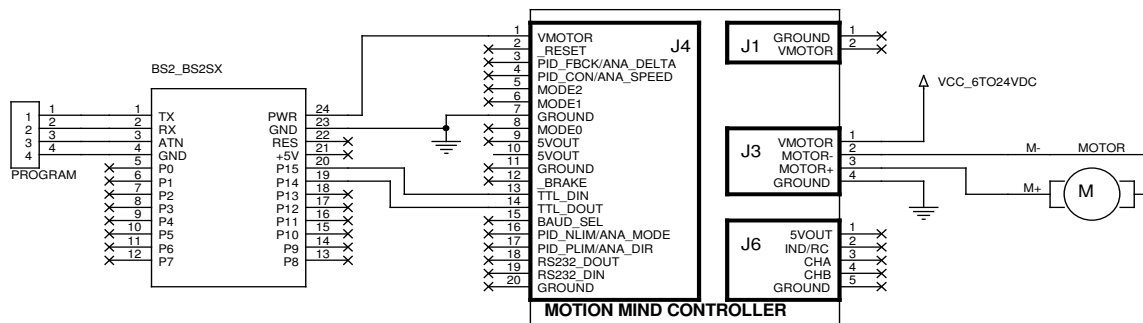 BS2_BS2SX
PROGRAM
1
2
3
4
1
2
3
4
1 TX
2 RX
3 ATN
4 GND
5 P0
6 P1
7 P2
8 P3
9 P4
10 P5
11 P6
12 P7
PWR 24
GND 23
RES 22
+5V 21
P15 20
P14 19
P13 18
P12 17
P11 16
P10 15
P9 14
P8 13
J4
1 VMOTOR
2 _RESET
3 PID_FBCK/ANA_DELTA
4 PID_CON/ANA_SPEED
5 MODE2
6 MODE1
7 GROUND
8 MODE0
9 5VOUT
10 5VOUT
11 GROUND
12 _BRAKE
13 TTL_DIN
14 TTL_DOUT
15 BAUD_SEL
16 PID_NLIM/ANA_MODE
17 PID_PLIM/ANA_DIR
18 RS232_DOUT
19 RS232_DIN
20 GROUND
J1
GROUND 1
VMOTOR 2
J3
VMOTOR 1
MOTOR- 2
MOTOR+ 3
GROUND 4
J6
5VOUT 1
IND/RC 2
CHA 3
CHB 4
GROUND 5
MOTION MIND CONTROLLER
VCC_6TO24VDC
M- MOTOR
M+ M